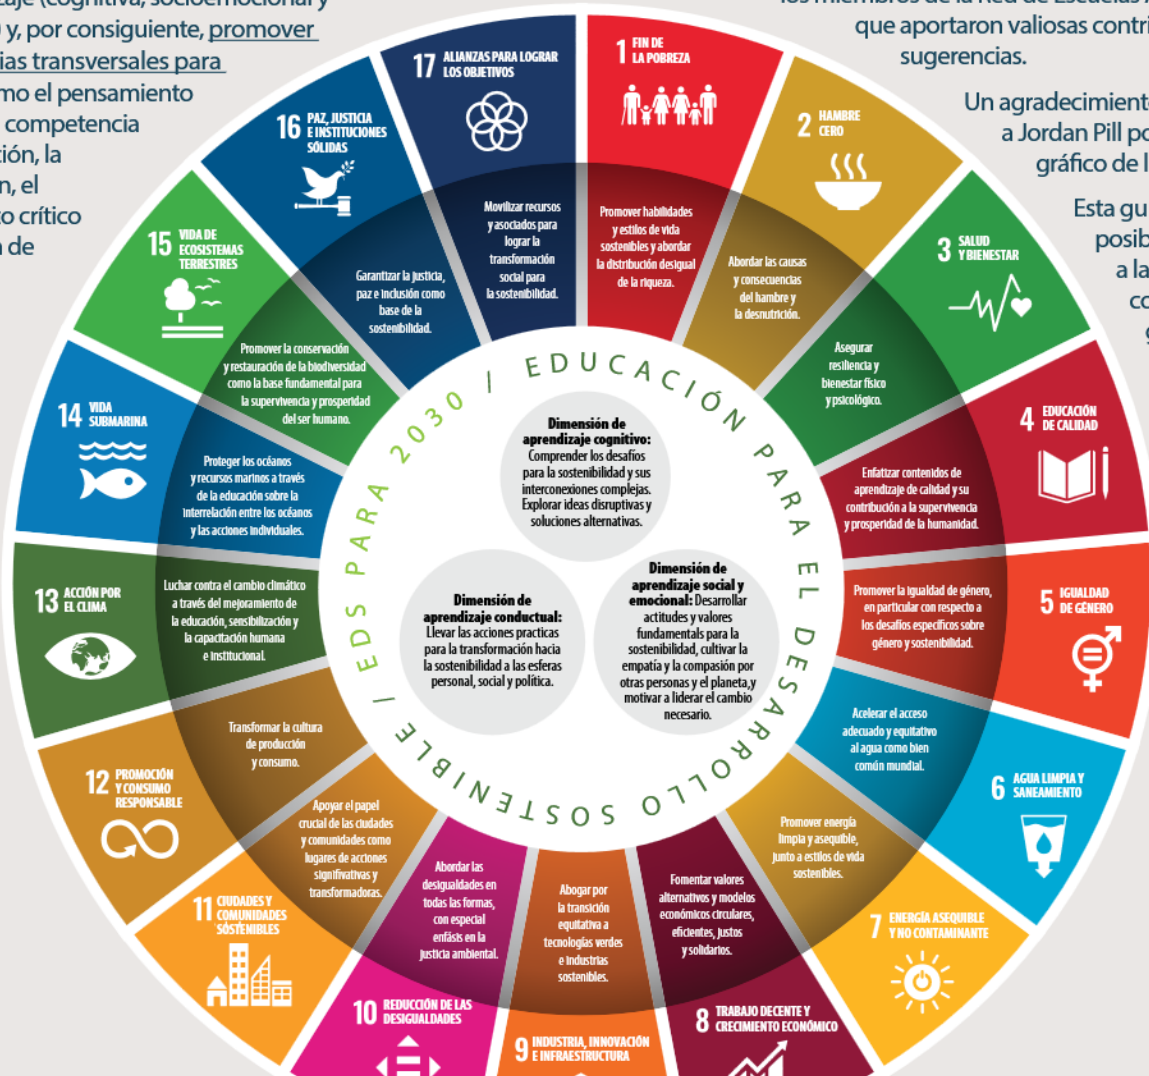 zaje (cognitiva, socioemocional y
y, por consiguiente, promover
ias transversales para
mo el pensamiento
competencia
ción, la
n, el
to crítico
de
los miembros de la Red de Escuelas
que aportaron valiosas contri
sugerencias.
Un agradecimiento
a Jordan Pill po
gráfico de l
Esta gu
posib
a la
co
1 FIN DE
LA POBREZA
Promover habilidades
y estilos de vida
sostenibles y abordar
la distribución desigual
de la riqueza.
2 HAMBRE
CERO
Abordar las causas
y consecuencias
del hambre y
la desnutrición.
3 SALUD
Y BIENESTAR
Asegurar
resiliencia y
bienestar físico
y psicológico.
4 EDUCACIÓN
DE CALIDAD
Enfatizar contenidos de
aprendizaje de calidad y su
contribución a la supervivencia
y prosperidad de la humanidad.
5 IGUALDAD
DE GÉNERO
Promover la igualdad de género,
en particular con respecto a
los desafíos específicos sobre
género y sostenibilidad.
6 AGUA LIMPIA Y
SANEAMIENTO
Acelerar el acceso
adecuado y equitativo
al agua como bien
común mundial.
7 ENERGÍA ASEQUIBLE
Y NO CONTAMINANTE
Promover energía
limpia y asequible,
junto a estilos de vida
sostenibles.
8 TRABAJO DECENTE Y
CRECIMIENTO ECONÓMICO
Fomentar valores
alternativos y modelos
económicos circulares,
eficientes, justos
y solidarios.
9 INDUSTRIA, INNOVACIÓN
E INFRAESTRUCTURA
Abogar por
la transición
equitativa a
tecnologías verdes
e industrias
sostenibles.
10 REDUCCIÓN DE LAS
DESIGUALDADES
Abordar las
desigualdades en
todas las formas,
con especial
enfásis en la
justicia ambiental.
11 CIUDADES Y
COMUNIDADES
SOSTENIBLES
Apoyar el papel
crucial de las ciudades
y comunidades como
lugares de acciones
signifivativas y
transformadoras.
12 PROMOCIÓN
Y CONSUMO
RESPONSABLE
Transformar la cultura
de producción
y consumo.
13 ACCIÓN POR
EL CLIMA
Luchar contra el cambio climático
a través del mejoramiento de
la educación, sensibilización y
la capacitación humana
e institucional.
14 VIDA
SUBMARINA
Proteger los océanos
y recursos marinos a través
de la educación sobre la
interrelación entre los océanos
y las acciones individuales.
15 VIDA DE
ECOSISTEMAS
TERRESTRES
Promover la conservación
y restauración de la biodiversidad
como la base fundamental para
la supervivencia y prosperidad
del ser humano.
16 PAZ, JUSTICIA
E INSTITUCIONES
SÓLIDAS
Garantizar la justicia,
paz e inclusión como
base de la
sostenibilidad.
17 ALIANZAS PARA LOGRAR
LOS OBJETIVOS
Movilizar recursos
y asociados para
lograr la
transformación
social para
la sostenibilidad.
EDUCACIÓN PARA EL DESARROLLO SOSTENIBLE / EDS PARA 2030 /
Dimensión de
aprendizaje cognitivo:
Comprender los desafíos
para la sostenibilidad y sus
interconexiones complejas.
Explorar ideas disruptivas y
soluciones alternativas.
Dimensión de
aprendizaje conductual:
Llevar las acciones practicas
para la transformación hacia
la sostenibilidad a las esferas
personal, social y política.
Dimensión de
aprendizaje social y
emocional: Desarrollar
actitudes y valores
fundamentals para la
sostenibilidad, cultivar la
empatía y la compasión por
otras personas y el planeta,y
motivar a liderar el cambio
necesario.